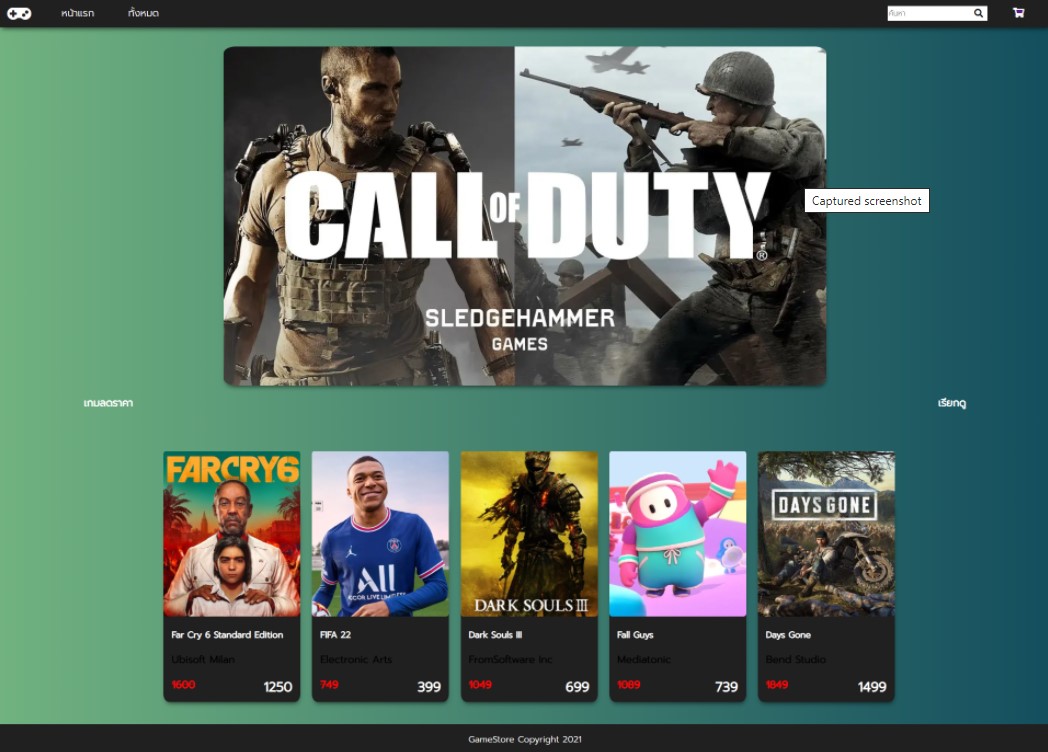 หน้าแรก
ทั้งหมด
ค้นหา
CALL OF DUTY®
SLEDGEHAMMER
GAMES
Captured screenshot
เกมลดราคา
เรียกดู
FARCRY6
DARK SOULS III
DAYS GONE
Far Cry 6 Standard Edition
Ubisoft Milan
1600
1250
FIFA 22
Electronic Arts
749
399
Dark Souls III
FromSoftware Inc
1049
699
Fall Guys
Mediatonic
1089
739
Days Gone
Bend Studio
1849
1499
GameStore Copyright 2021